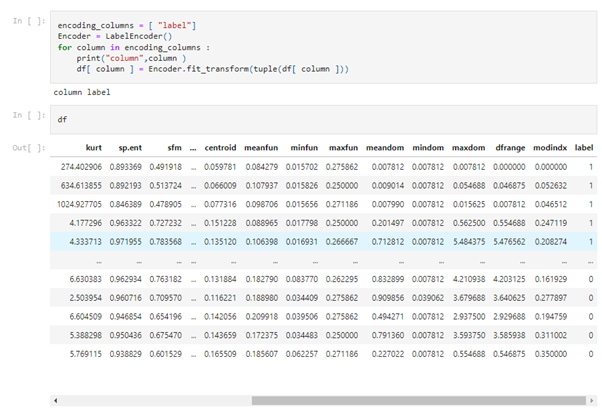 In [ ]:
encoding_columns = [ "label"]
Encoder = LabelEncoder()
for column in encoding_columns :
print("column",column )
df[ column ] = Encoder.fit_transform(tuple(df[ column ]))
column label
In [ ]:
df
Out[ ]:
kurt sp.ent sfm ... centroid meanfun minfun maxfun meandom mindom maxdom dfrange modindx label
274.402906 0.893369 0.491918 ... 0.059781 0.084279 0.015702 0.275862 0.007812 0.007812 0.007812 0.000000 0.000000 1
634.613855 0.892193 0.513724 ... 0.066009 0.107937 0.015826 0.250000 0.009014 0.007812 0.054688 0.046875 0.052632 1
1024.927705 0.846389 0.478905 ... 0.077316 0.098706 0.015656 0.271186 0.007990 0.007812 0.015625 0.007812 0.046512 1
4.177296 0.963322 0.727232 ... 0.151228 0.088965 0.017798 0.250000 0.201497 0.007812 0.562500 0.554688 0.247119 1
4.333713 0.971955 0.783568 ... 0.135120 0.106398 0.016931 0.266667 0.712812 0.007812 5.484375 5.476562 0.208274 1
... ... ... ... ... ... ... ... ... ... ... ... ... ...
6.630383 0.962934 0.763182 ... 0.131884 0.182790 0.083770 0.262295 0.832899 0.007812 4.210938 4.203125 0.161929 0
2.503954 0.960716 0.709570 ... 0.116221 0.188980 0.034409 0.275862 0.909856 0.039062 3.679688 3.640625 0.277897 0
6.604509 0.946854 0.654196 ... 0.142056 0.209918 0.039506 0.275862 0.494271 0.007812 2.937500 2.929688 0.194759 0
5.388298 0.950436 0.675470 ... 0.143659 0.172375 0.034483 0.250000 0.791360 0.007812 3.593750 3.585938 0.311002 0
5.769115 0.938829 0.601529 ... 0.165509 0.185607 0.062257 0.271186 0.227022 0.007812 0.554688 0.546875 0.350000 0